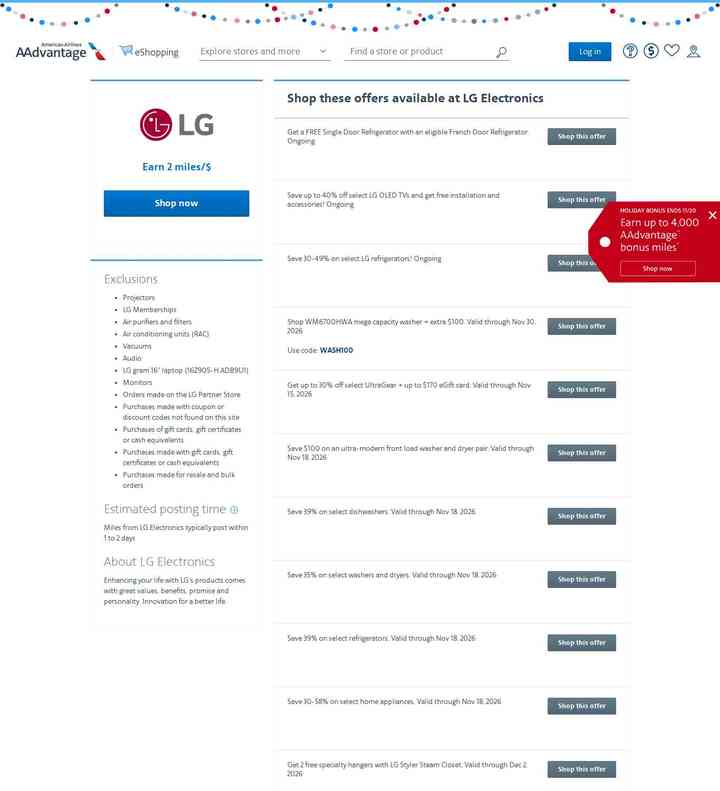 American Airlines
AAdvantage
eShopping
Explore stores and more
Find a store or product
Log in
LG
Earn 2 miles/$
Shop now
Exclusions
Projectors
LG Memberships
Air purifiers and filters
Air conditioning units (RAC)
Vacuums
Audio
LG gram 16" laptop (16Z90S-H.ADB9U1)
Monitors
Orders made on the LG Partner Store
Purchases made with coupon or
discount codes not found on this site
Purchases of gift cards, gift certificates
or cash equivalents
Purchases made with gift cards, gift
certificates or cash equivalents
Purchases made for resale and bulk
orders
Estimated posting time
Miles from LG Electronics typically post within
1 to 2 days
About LG Electronics
Enhancing your life with LG's products comes
with great values, benefits, promise and
personality. Innovation for a better life.
Shop these offers available at LG Electronics
Get a FREE Single Door Refrigerator with an eligible French Door Refrigerator.
Ongoing
Shop this offer
Save up to 40% off select LG OLED TVs and get free installation and
accessories! Ongoing
Shop this offer
Save 30-49% on select LG refrigerators! Ongoing
Shop this o
Shop WM6700HWA mega capacity washer + extra $100. Valid through Nov 30,
2026
Use code: WASH100
Shop this offer
Get up to 30% off select UltraGear + up to $170 eGift card. Valid through Nov
15, 2026
Shop this offer
Save $100 on an ultra-modern front load washer and dryer pair. Valid through
Nov 18, 2026
Shop this offer
Save 39% on select dishwashers. Valid through Nov 18, 2026
Shop this offer
Save 35% on select washers and dryers. Valid through Nov 18, 2026
Shop this offer
Save 39% on select refrigerators. Valid through Nov 18, 2026
Shop this offer
Save 30-58% on select home appliances. Valid through Nov 18, 2026
Shop this offer
Get 2 free specialty hangers with LG Styler Steam Closet. Valid through Dec 2,
2026
Shop this offer
HOLIDAY BONUS ENDS 11/20
Earn up to 4,000
AAdvantage®
bonus miles*
Shop now